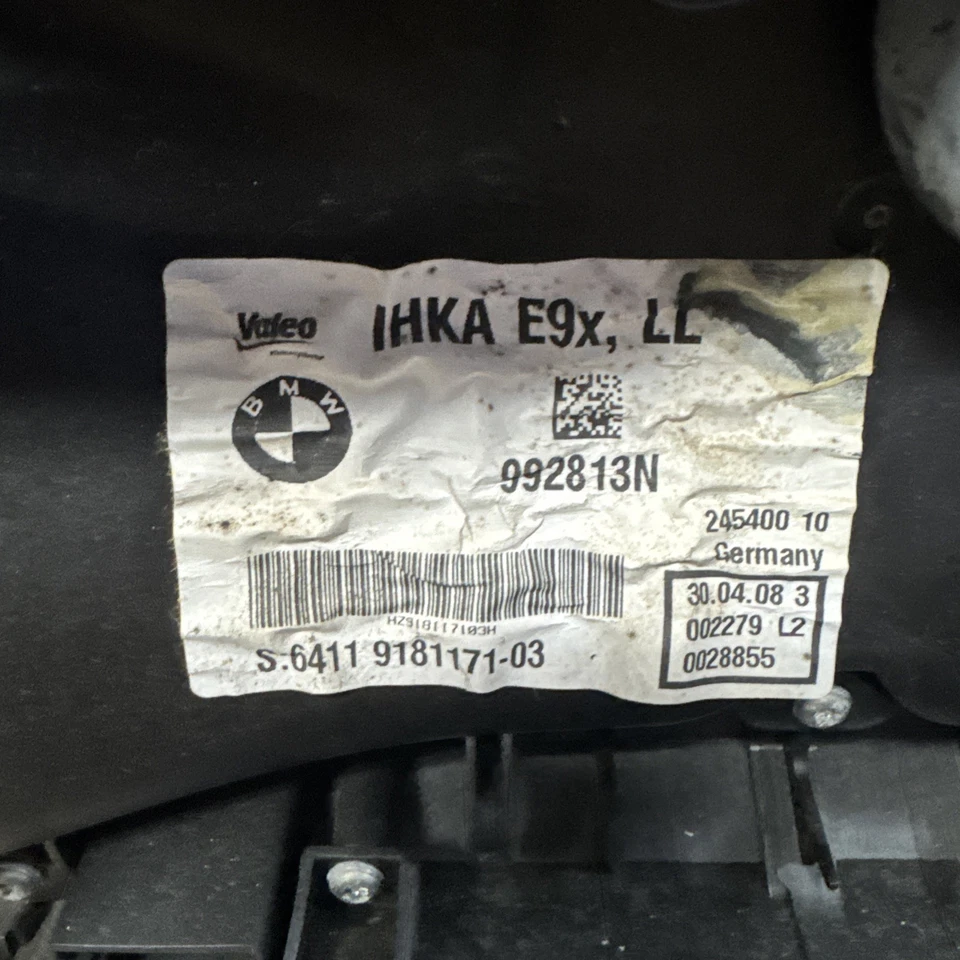 Valeo
IHKA E9x, LL
BMW
992813N
245400 10
Germany
30.04.08 3
002279 L2
0028855
HZ918117103H
S.6411 9181171-03